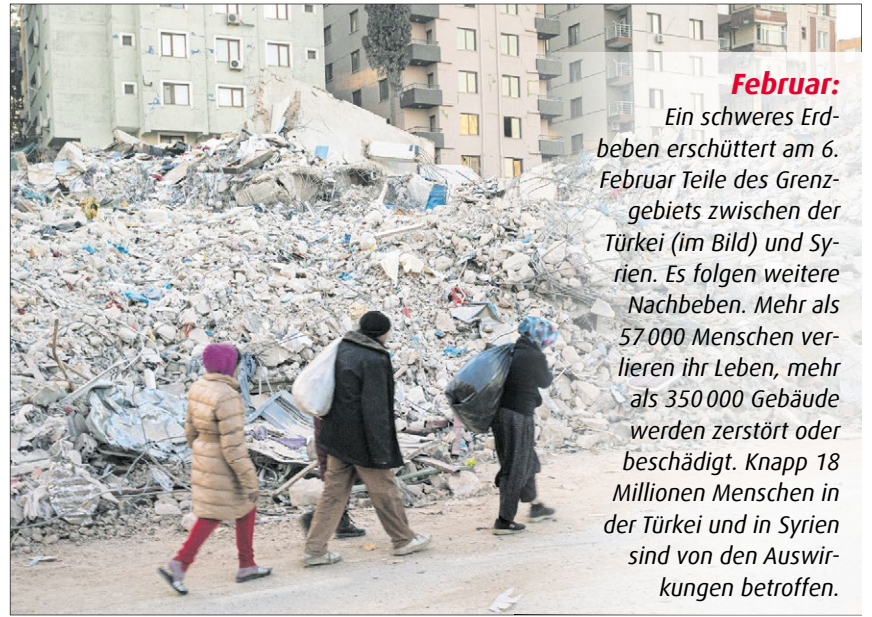 Februar:
Ein schweres Erd-
beben erschüttert am 6.
Februar Teile des Grenz-
gebiets zwischen der
Türkei (im Bild) und Sy-
rien. Es folgen weitere
Nachbeben. Mehr als
57 000 Menschen ver-
lieren ihr Leben, mehr
als 350 000 Gebäude
werden zerstört oder
beschädigt. Knapp 18
Millionen Menschen in
der Türkei und in Syrien
sind von den Auswir-
kungen betroffen.